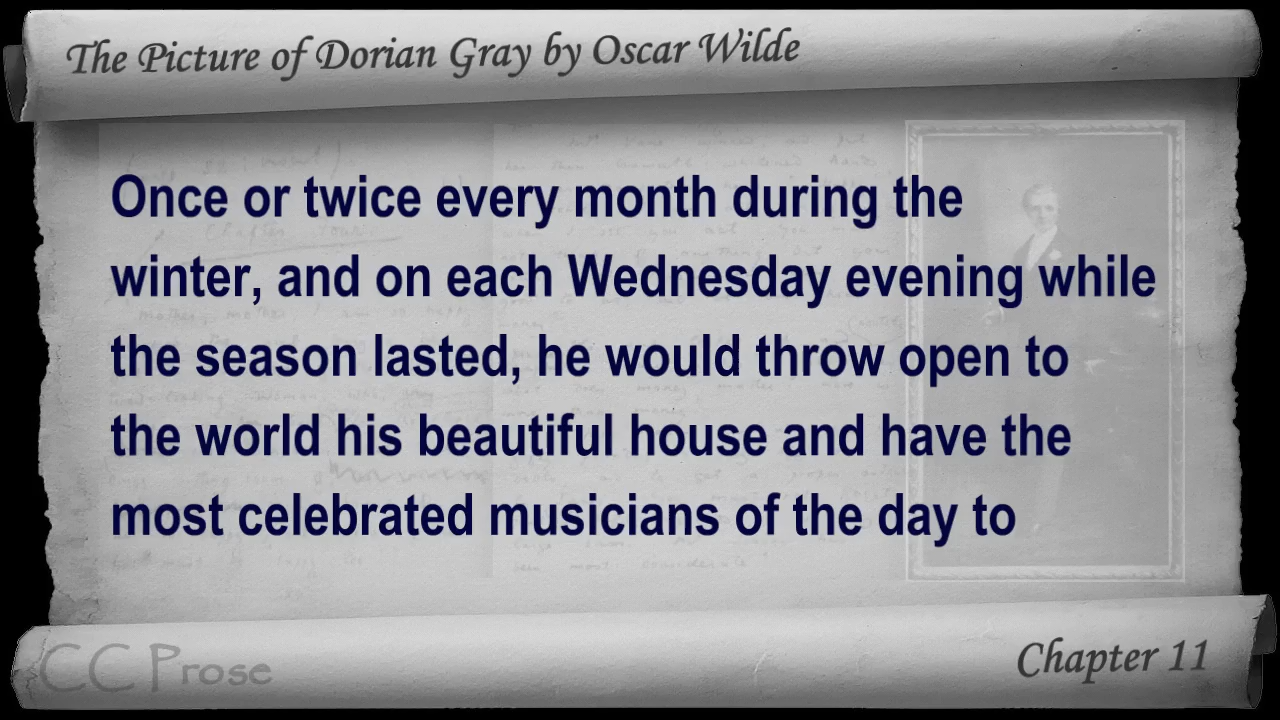 The Picture of Dorian Gray by Oscar Wilde
Once or twice every month during the
winter, and on each Wednesday evening while
the season lasted, he would throw open to
the world his beautiful house and have the
most celebrated musicians of the day to
CC Prose
Chapter 11